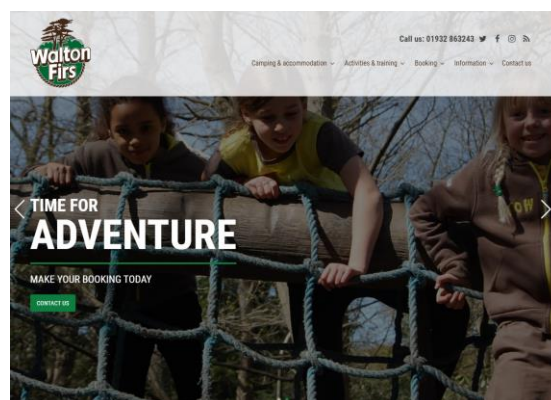 Walton
Firs
Call us: 01932 863243
Camping & accommodation
Activities & training
Booking
Information
Contact us
TIME FOR
ADVENTURE
MAKE YOUR BOOKING TODAY
CONTACT US
OW